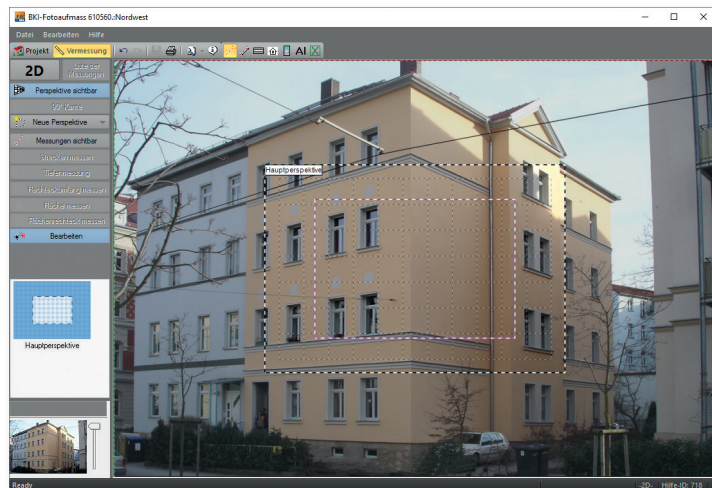 BKI-Fotoaufmass 610560.:Nordwest
Datei Bearbeiten Hilfe
Projekt Vermessung AI
2D
Liste der
Messungen
Perspektive sichtbar
90° Kante
Neue Perspektive
Messungen sichtbar
Strecken messen
Tiefenmessung
Rechteckumfang messen
Fläche messen
Flächenrechteck messen
Bearbeiten
Hauptperspektive
Hauptperspektive
Ready -2D- Hilfe-ID: 718